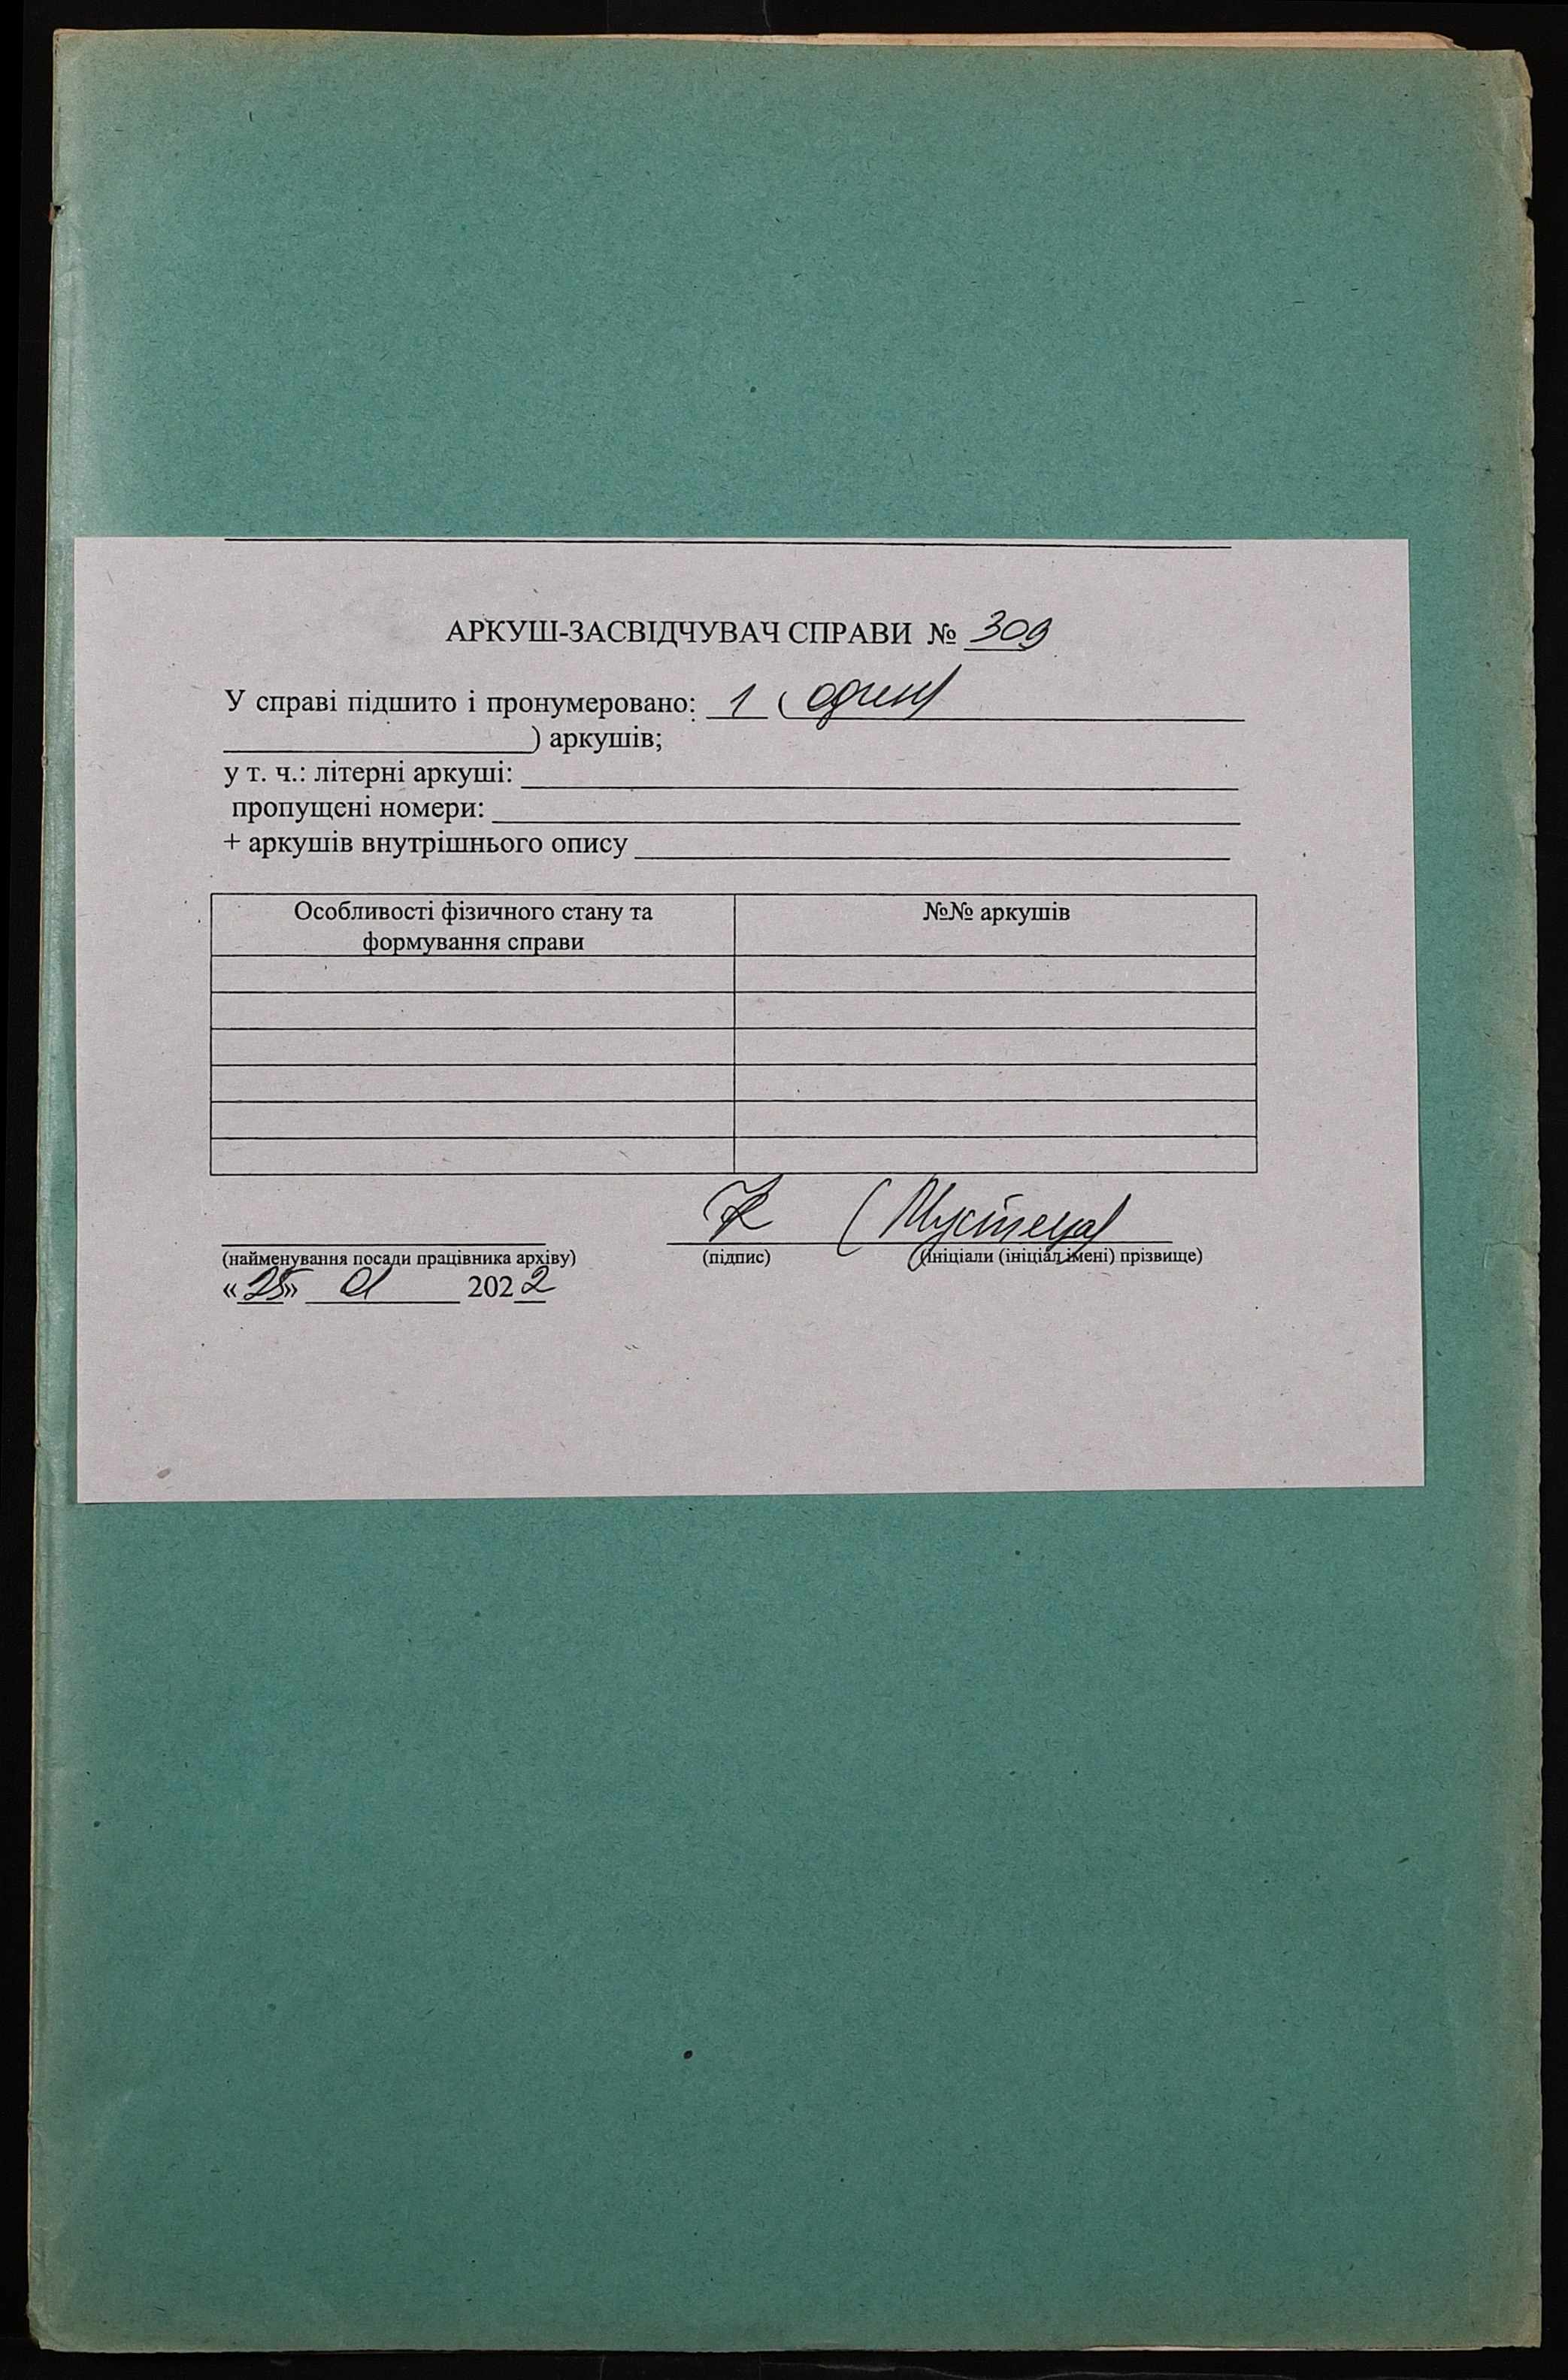 АРКУШ-ЗАСВІДЧУВАЧ СПРАВИ № 309
У справі підшито і пронумеровано: 1 ( один
) аркушів;
у т. ч.: літерні аркуші:
пропущені номери:
+ аркушів внутрішнього опису
Особливості фізичного стану та
формування справи
№№ аркушів
(найменування посади працівника архіву)
(підпис)
(ініціали (ініціал імені) прізвище)
«25» 01 2022